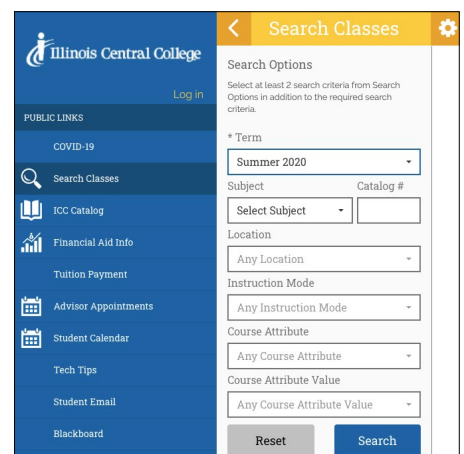 Illinois Central College
Log in
PUBLIC LINKS
COVID-19
Search Classes
ICC Catalog
Financial Aid Info
Tuition Payment
Advisor Appointments
Student Calendar
Tech Tips
Student Email
Blackboard
Search Classes
Search Options
Select at least 2 search criteria from Search
Options in addition to the required search
criteria.
* Term
Summer 2020
Subject Catalog #
Select Subject
Location
Any Location
Instruction Mode
Any Instruction Mode
Course Attribute
Any Course Attribute
Course Attribute Value
Any Course Attribute Value
Reset Search